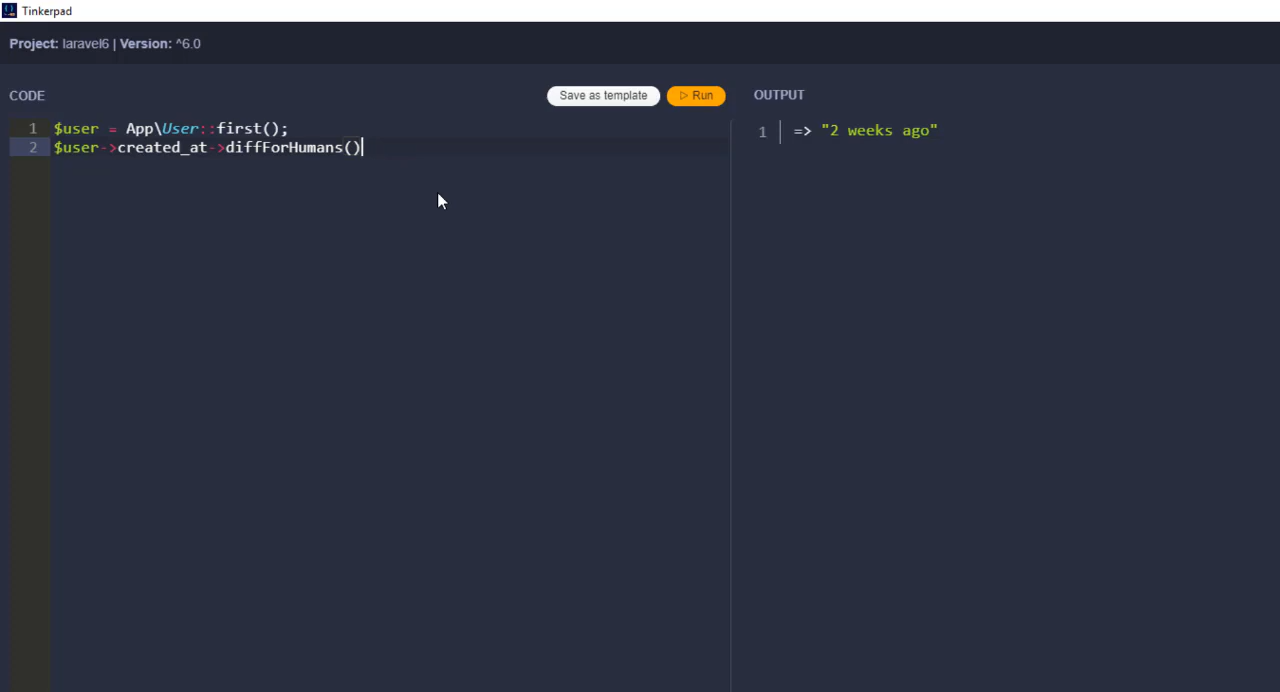 Tinkerpad
Project: laravel6 | Version: ^6.0
CODE
Save as template
▷ Run
OUTPUT
1 $user = App\User::first();
2 $user->created_at->diffForHumans()
1 => "2 weeks ago"